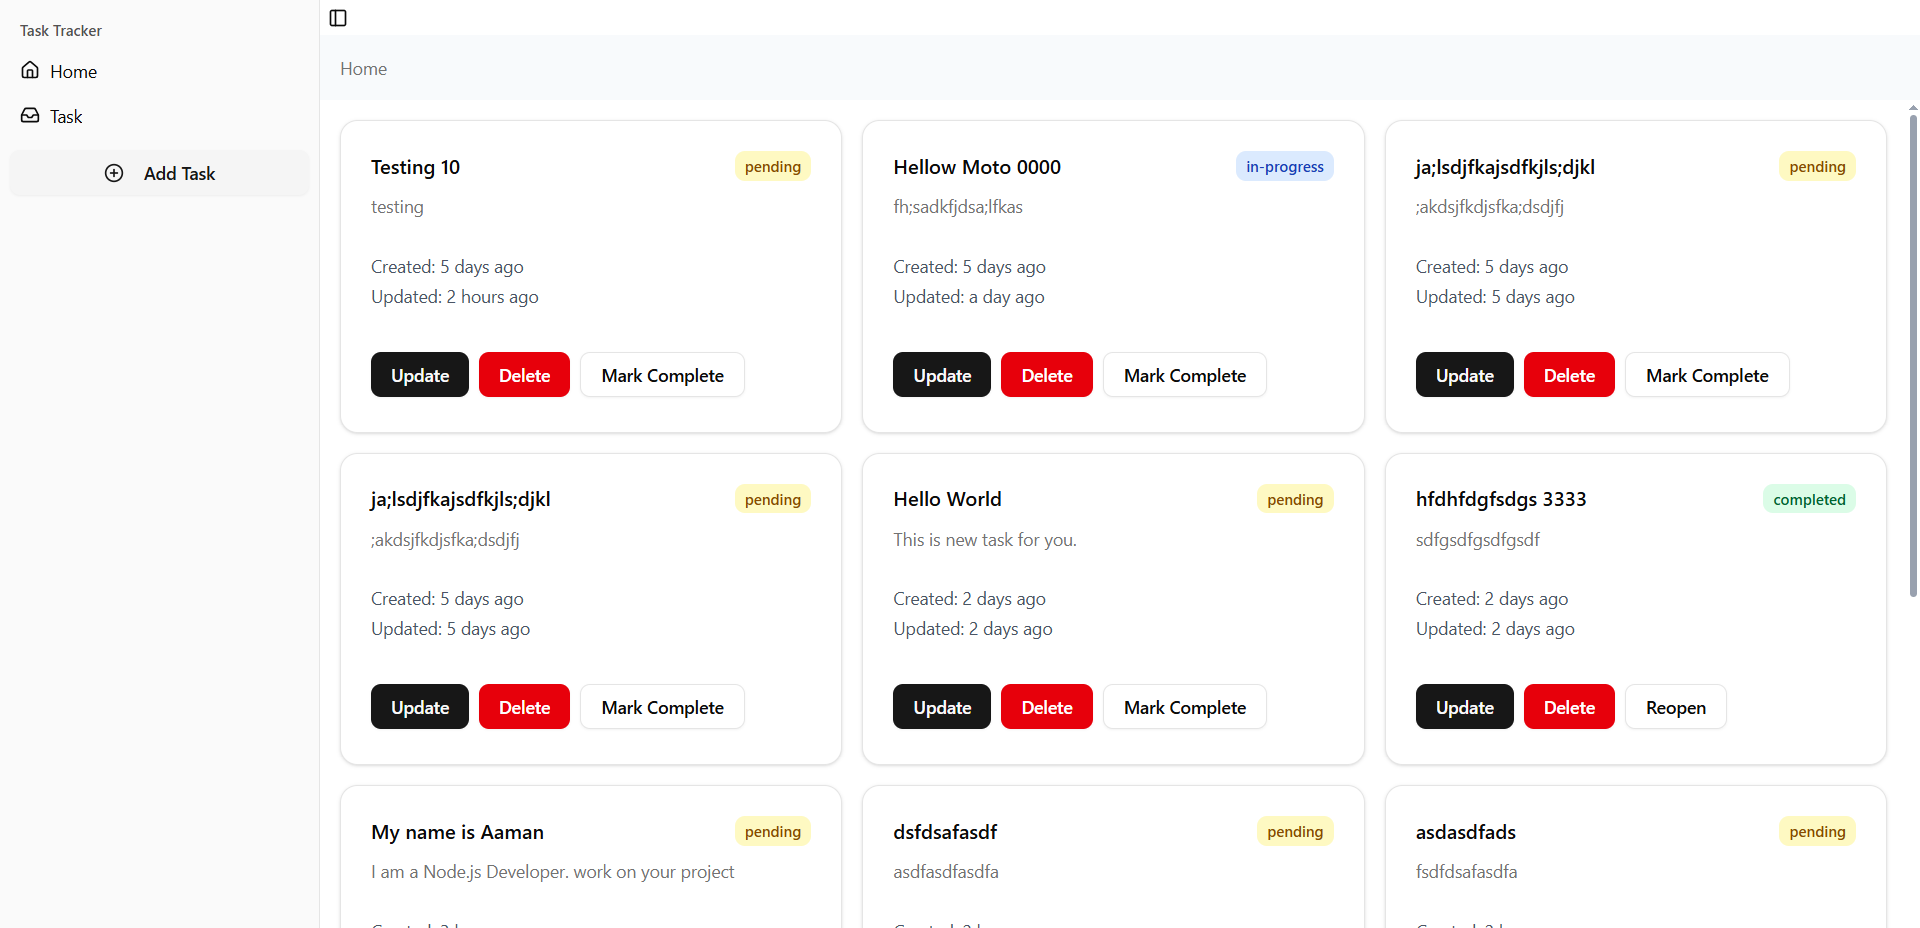 Task Tracker
Home
Task
Add Task
Home
Testing 10
pending
testing
Created: 5 days ago
Updated: 2 hours ago
Update
Delete
Mark Complete
Hellow Moto 0000
in-progress
fh;sadkfjdsa;lfkas
Created: 5 days ago
Updated: a day ago
Update
Delete
Mark Complete
ja;lsdjfkajsdfkjls;djkl
pending
;akdsjfkdjsfka;dsdjfj
Created: 5 days ago
Updated: 5 days ago
Update
Delete
Mark Complete
ja;lsdjfkajsdfkjls;djkl
pending
;akdsjfkdjsfka;dsdjfj
Created: 5 days ago
Updated: 5 days ago
Update
Delete
Mark Complete
Hello World
pending
This is new task for you.
Created: 2 days ago
Updated: 2 days ago
Update
Delete
Mark Complete
hfdhfdgfsdgs 3333
completed
sdfgsdfgsdfgsdf
Created: 2 days ago
Updated: 2 days ago
Update
Delete
Reopen
My name is Aaman
pending
I am a Node.js Developer. work on your project
dsfdsafasdf
pending
asdfasdfasdfa
asdasdfads
pending
fsdfdsafasdfa